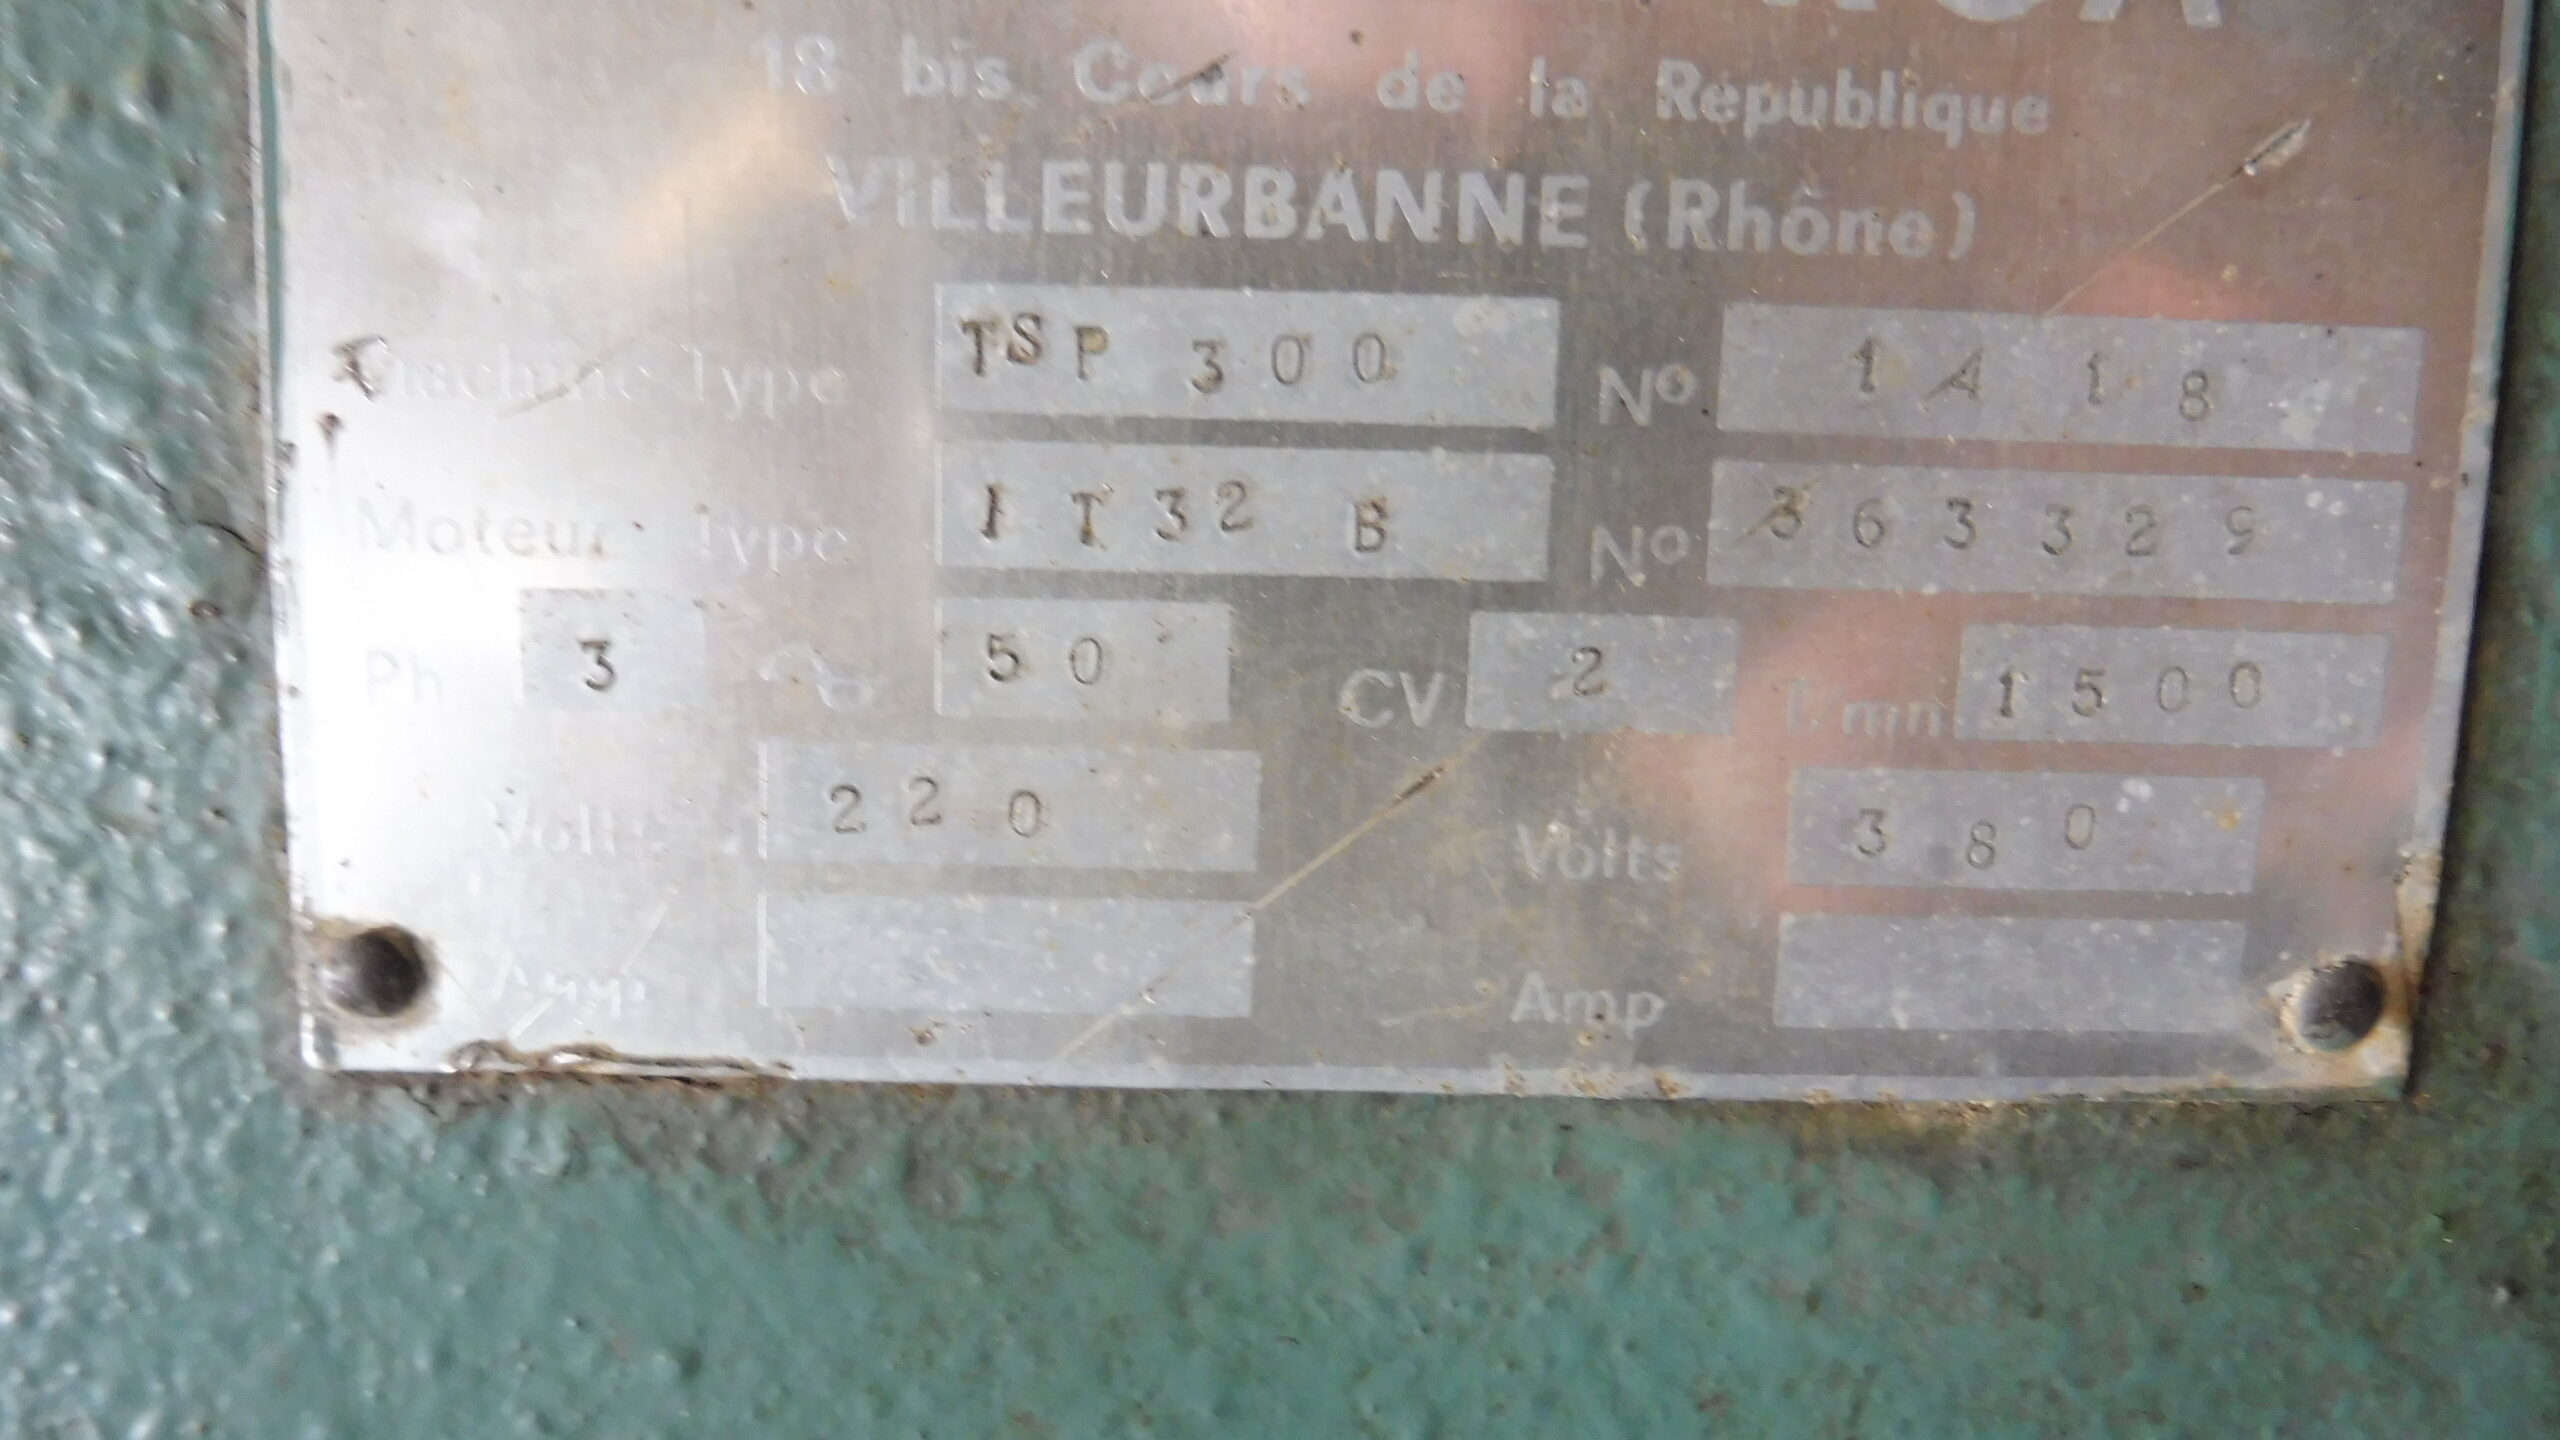 18 bis Cours de la Republique
VILLEURBANNE (Rhône)
Machine Type TSP 300 No 1A18
Moteur Type 1T32 B No 363329
Ph 3 50 CV 2 T mn 1500
Volts 220 Volts 380
Amp Amp